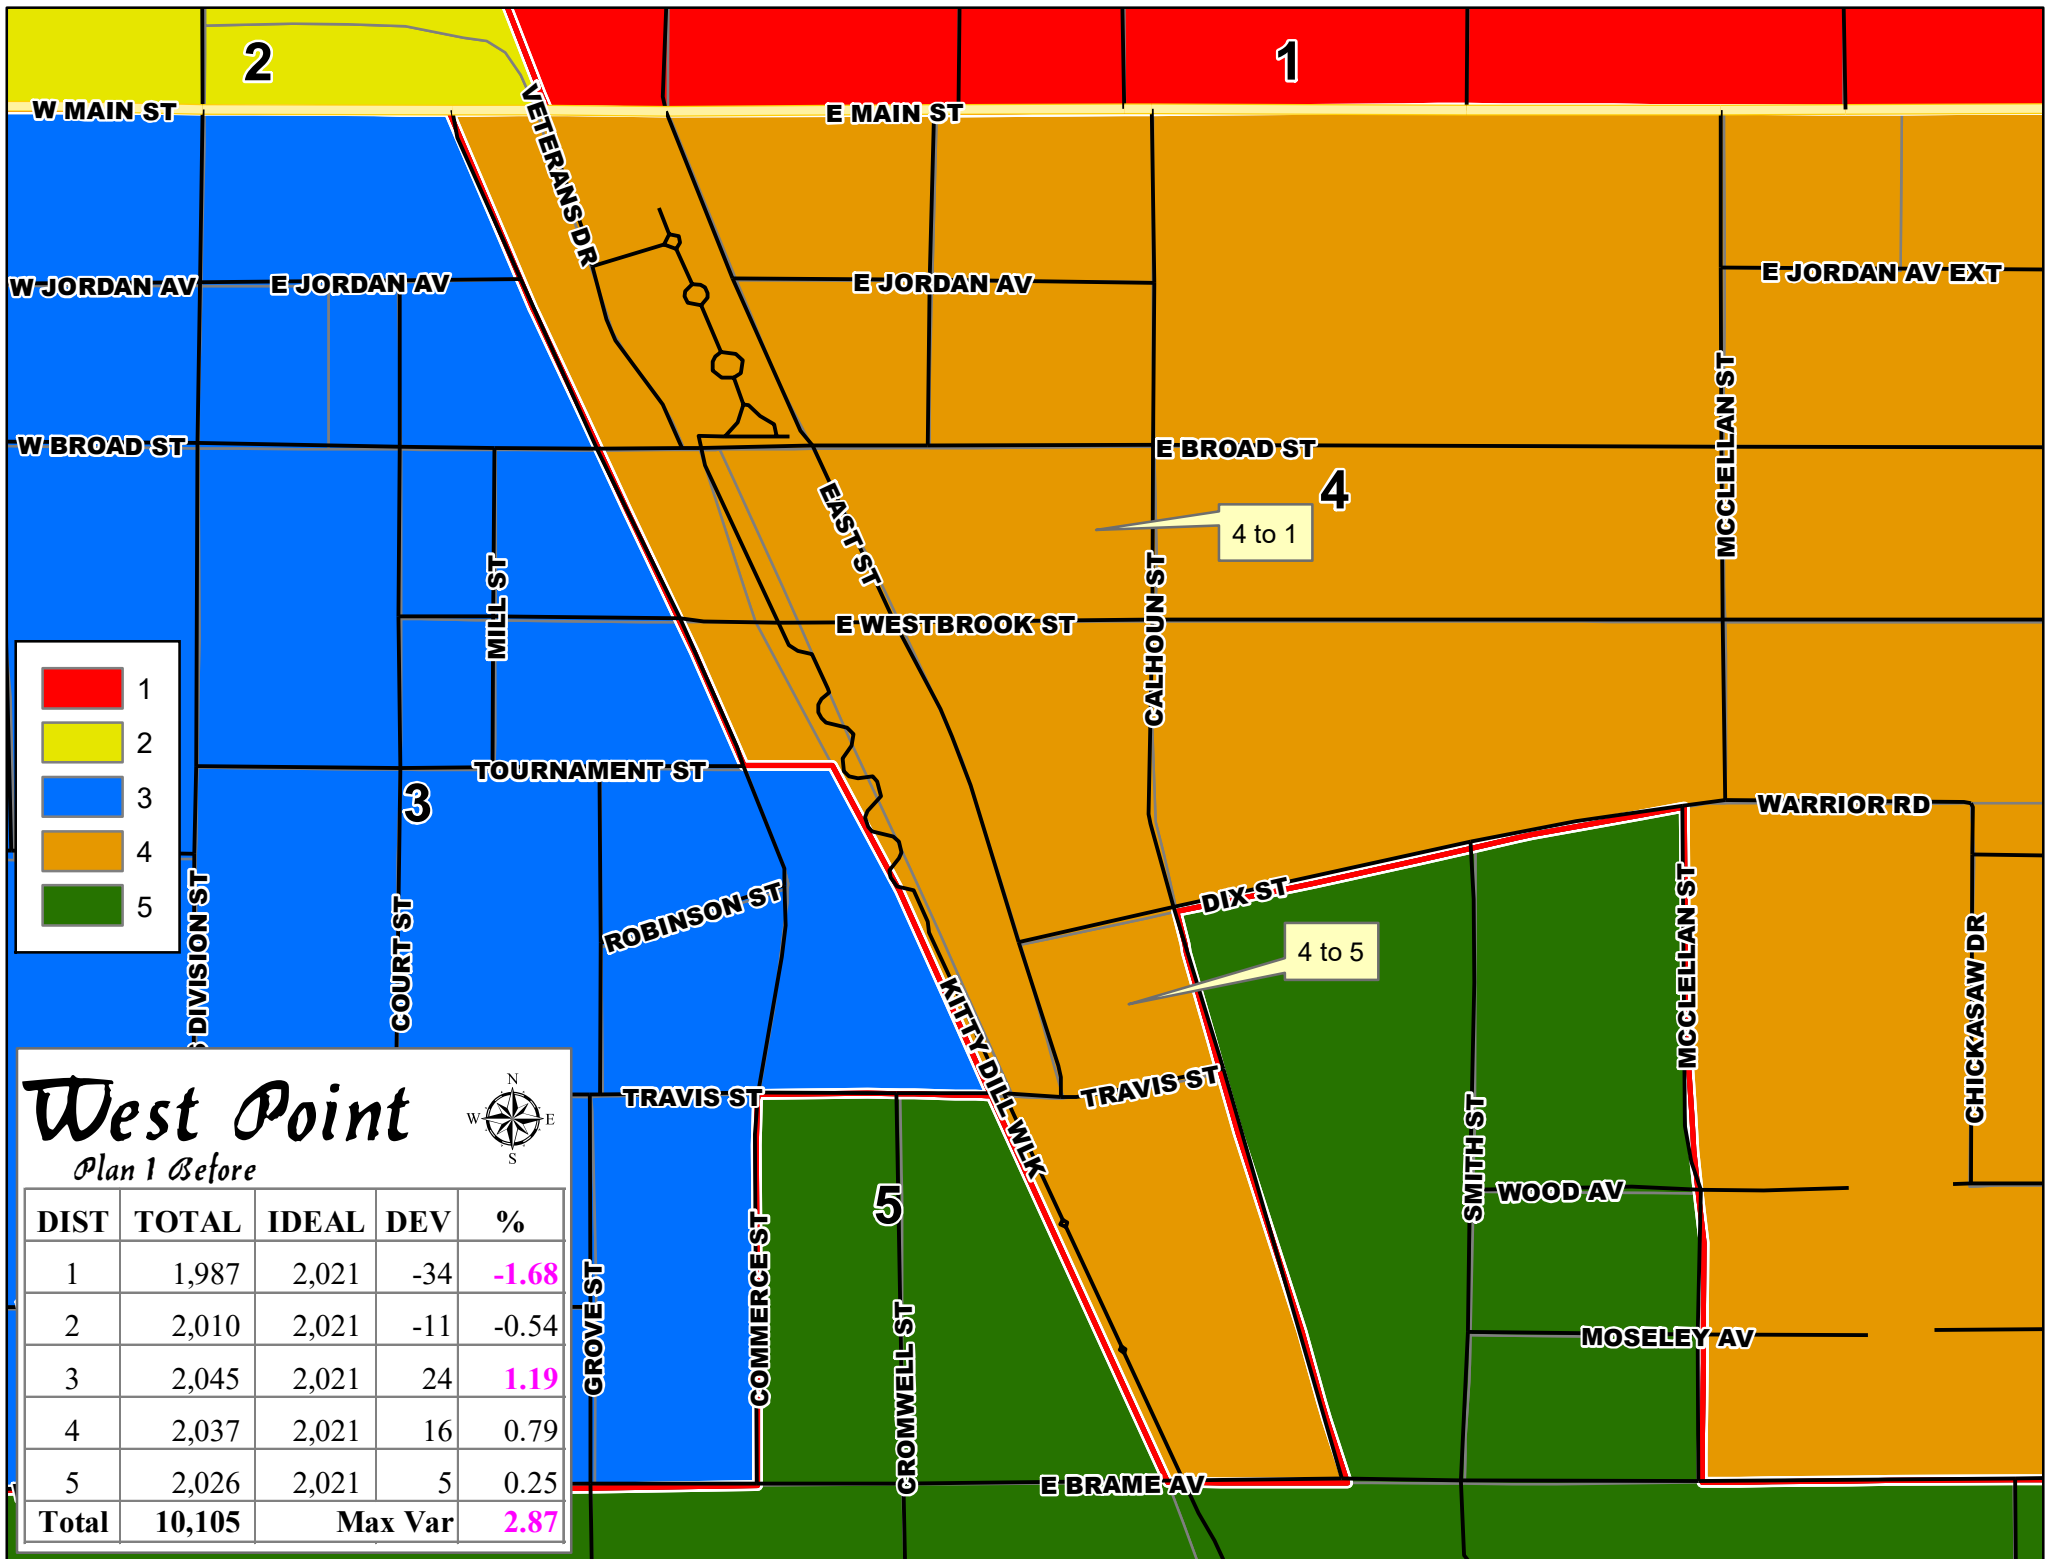 2
1
W MAIN ST
E MAIN ST
VETERANS DR
W JORDAN AV
E JORDAN AV
E JORDAN AV
E JORDAN AV EXT
MCCLELLAN ST
W BROAD ST
E BROAD ST
4
EAST ST
4 to 1
MILL ST
CALHOUN ST
E WESTBROOK ST
1
2
3
4
5
TOURNAMENT ST
3
WARRIOR RD
S DIVISION ST
COURT ST
ROBINSON ST
DIX ST
MCCLELLAN ST
CHICKASAW DR
4 to 5
KITTY DILL WLK
TRAVIS ST
TRAVIS ST
SMITH ST
WOOD AV
5
COMMERCE ST
GROVE ST
CROMWELL ST
MOSELEY AV
E BRAME AV
West Point
N
W E
S
Plan 1 Before
DIST TOTAL IDEAL DEV %
1 1,987 2,021 -34 -1.68
2 2,010 2,021 -11 -0.54
3 2,045 2,021 24 1.19
4 2,037 2,021 16 0.79
5 2,026 2,021 5 0.25
Total 10,105 Max Var 2.87